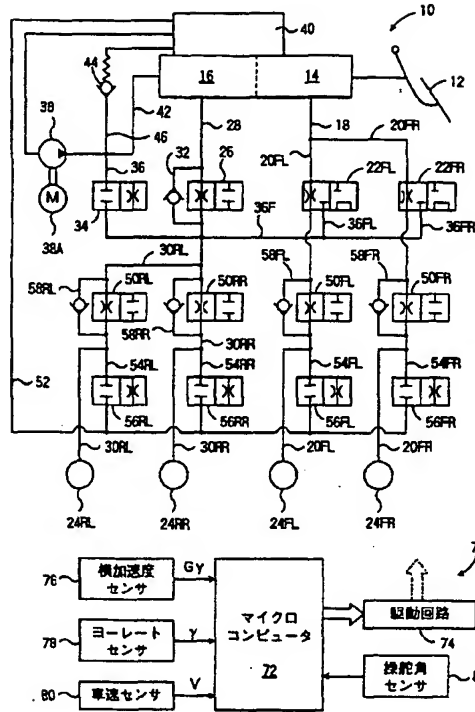 40
10
44
16
14
12
38
42
46
28
18
20FR
36
32
26
20FL
22FL
22FR
M
38A
34
36F
36FL
36FR
30RL
58RL
50RL
50RR
58FL
50FL
58FR
50FR
58RR
30RR
52
54RL
54RR
54FL
54FR
56RL
56RR
56FL
56FR
30RL
30RR
20FL
20FR
24RL
24RR
24FL
24FR
76
横加速度
センサ
Gy
78
ヨーレート
センサ
γ
80
車速センサ
V
マイクロ
コンピュータ
72
駆動回路
74
操舵角
センサ